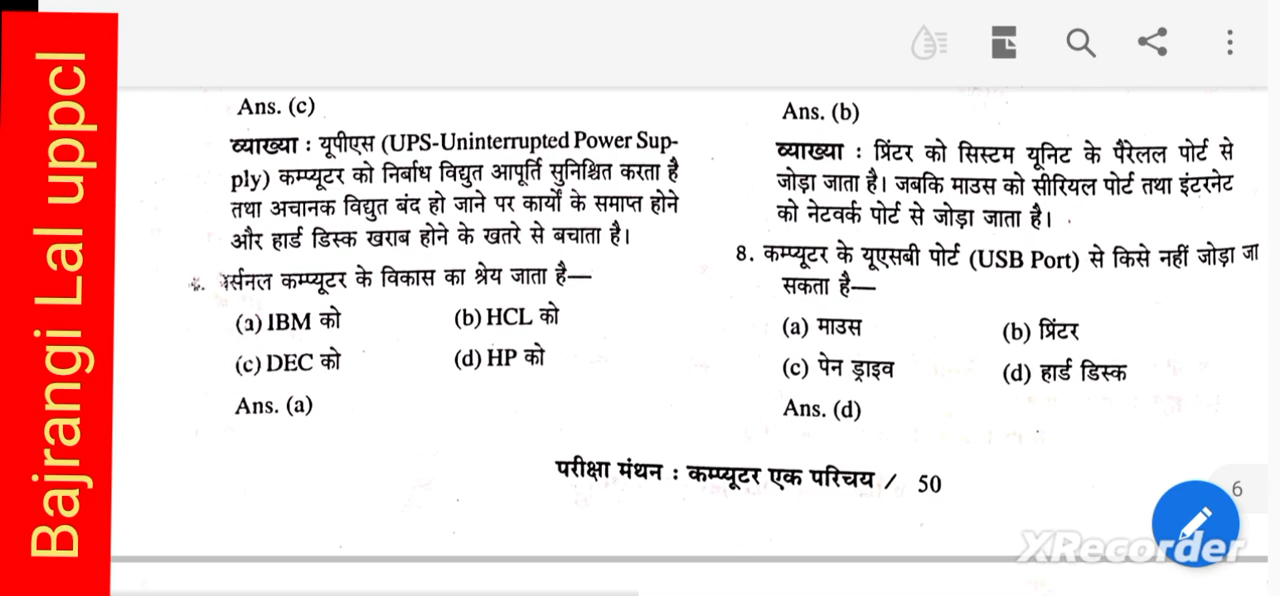 Bajrangi Lal uppcl
Ans. (c)
व्याख्या : यूपीएस (UPS-Uninterrupted Power Sup-
ply) कम्प्यूटर को निर्बाध विद्युत आपूर्ति सुनिश्चित करता है
तथा अचानक विद्युत बंद हो जाने पर कार्यों के समाप्त होने
और हार्ड डिस्क खराब होने के खतरे से बचाता है।
र्सनल कम्प्यूटर के विकास का श्रेय जाता है—
(a) IBM को (b) HCL को
(c) DEC को (d) HP को
Ans. (a)
Ans. (b)
व्याख्या : प्रिंटर को सिस्टम यूनिट के पैरेलल पोर्ट से
जोड़ा जाता है। जबकि माउस को सीरियल पोर्ट तथा इंटरनेट
को नेटवर्क पोर्ट से जोड़ा जाता है।
8. कम्प्यूटर के यूएसबी पोर्ट (USB Port) से किसे नहीं जोड़ा जा
सकता है—
(a) माउस (b) प्रिंटर
(c) पेन ड्राइव (d) हार्ड डिस्क
Ans. (d)
परीक्षा मंथन : कम्प्यूटर एक परिचय / 50
6
XRecorder